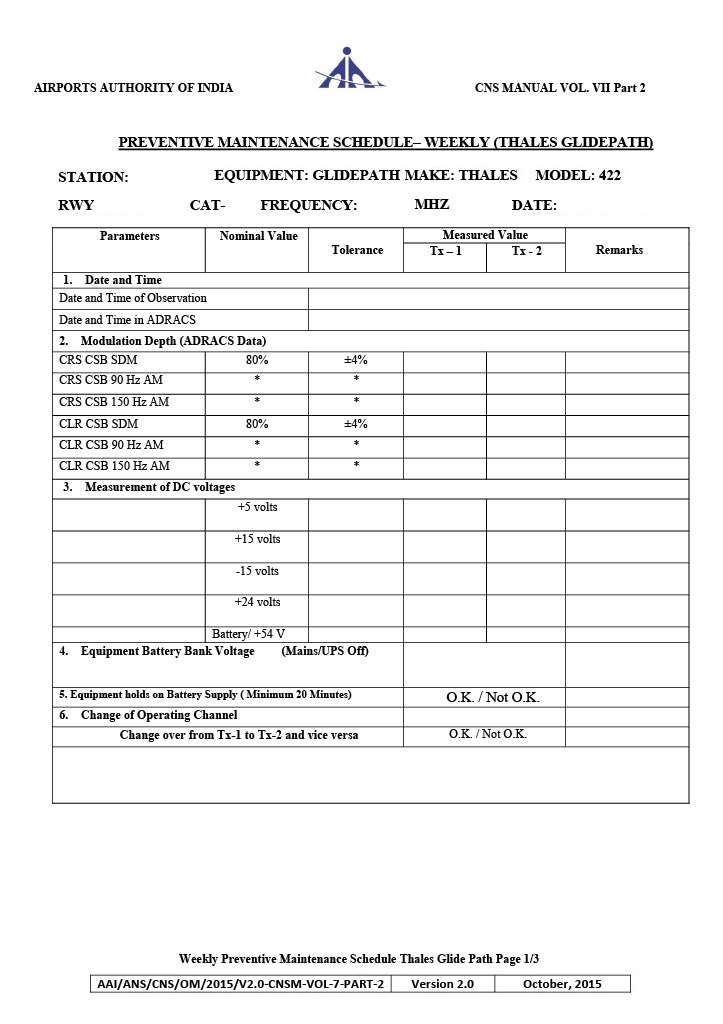 AIRPORTS AUTHORITY OF INDIA CNS MANUAL VOL. VII Part 2
PREVENTIVE MAINTENANCE SCHEDULE– WEEKLY (THALES GLIDEPATH)
STATION: EQUIPMENT: GLIDEPATH MAKE: THALES MODEL: 422
RWY CAT- FREQUENCY: MHZ DATE:
Parameters Nominal Value Tolerance Measured Value Remarks
Tx – 1 Tx - 2
1. Date and Time
Date and Time of Observation
Date and Time in ADRACS
2. Modulation Depth (ADRACS Data)
CRS CSB SDM 80% ±4%
CRS CSB 90 Hz AM * *
CRS CSB 150 Hz AM * *
CLR CSB SDM 80% ±4%
CLR CSB 90 Hz AM * *
CLR CSB 150 Hz AM * *
3. Measurement of DC voltages
+5 volts
+15 volts
-15 volts
+24 volts
Battery/ +54 V
4. Equipment Battery Bank Voltage (Mains/UPS Off)
5. Equipment holds on Battery Supply ( Minimum 20 Minutes) O.K. / Not O.K.
6. Change of Operating Channel
Change over from Tx-1 to Tx-2 and vice versa O.K. / Not O.K.
Weekly Preventive Maintenance Schedule Thales Glide Path Page 1/3
AAI/ANS/CNS/OM/2015/V2.0-CNSM-VOL-7-PART-2 Version 2.0 October, 2015